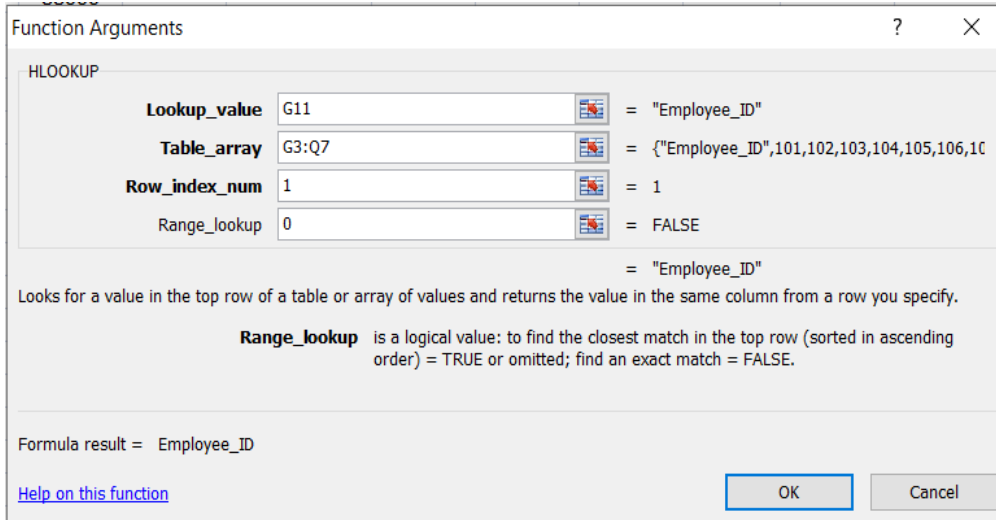 Function Arguments ?
HLOOKUP
Lookup_value G11 = "Employee_ID"
Table_array G3:Q7 = {"Employee_ID",101,102,103,104,105,106,10
Row_index_num 1 = 1
Range_lookup 0 = FALSE
= "Employee_ID"
Looks for a value in the top row of a table or array of values and returns the value in the same column from a row you specify.
Range_lookup is a logical value: to find the closest match in the top row (sorted in ascending
order) = TRUE or omitted; find an exact match = FALSE.
Formula result = Employee_ID
Help on this function OK Cancel